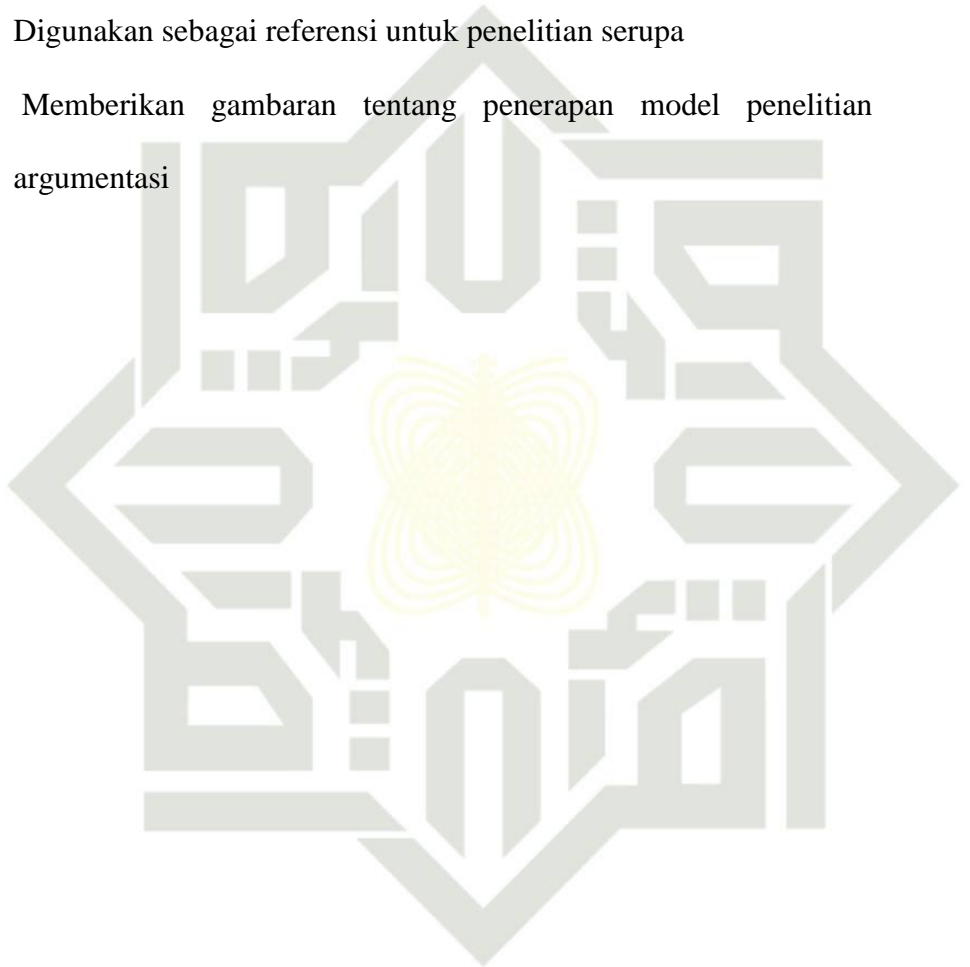 Digunakan sebagai referensi untuk penelitian serupa
Memberikan gambaran tentang penerapan model penelitian
argumentasi